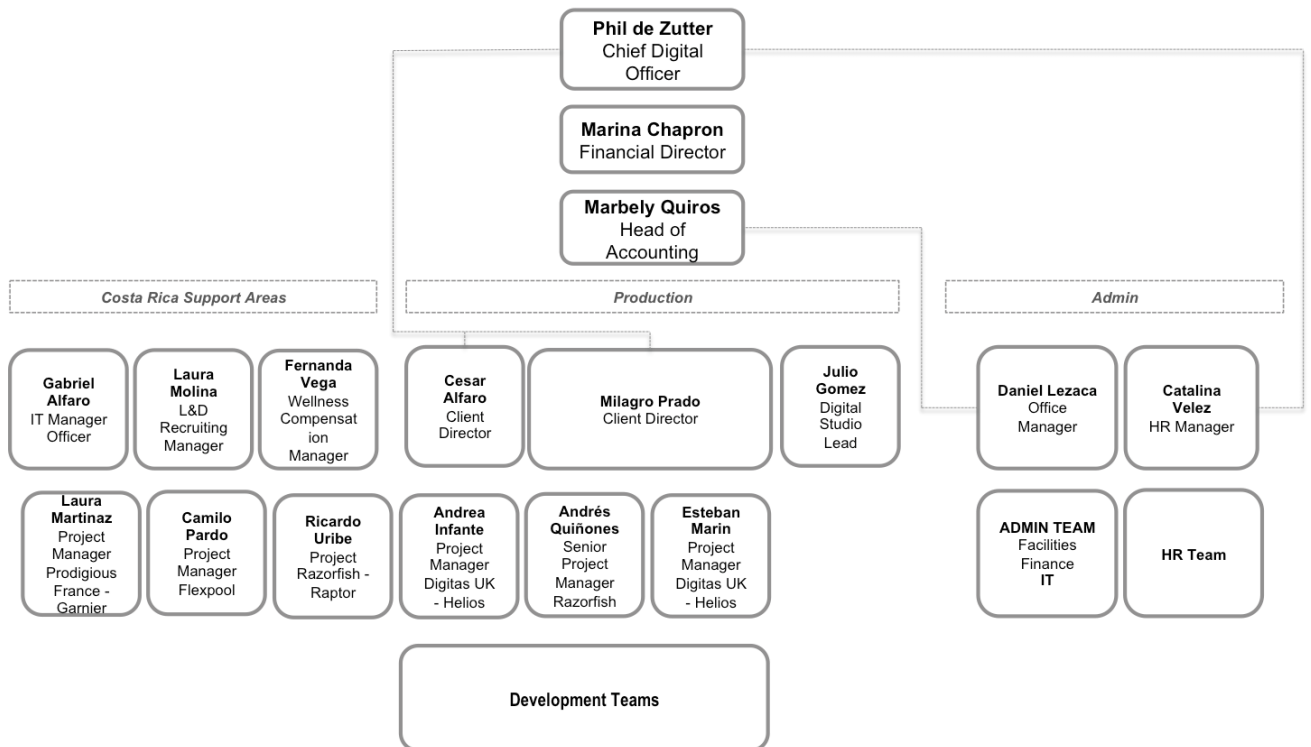 Phil de Zutter
Chief Digital
Officer
Marina Chapron
Financial Director
Marbely Quiros
Head of
Accounting
Costa Rica Support Areas
Production
Admin
Gabriel
Alfaro
IT Manager
Officer
Laura
Molina
L&D
Recruiting
Manager
Fernanda
Vega
Wellness
Compensat
ion
Manager
Cesar
Alfaro
Client
Director
Milagro Prado
Client Director
Julio
Gomez
Digital
Studio
Lead
Daniel Lezaca
Office
Manager
Catalina
Velez
HR Manager
Laura
Martinaz
Project
Manager
Prodigious
France -
Garnier
Camilo
Pardo
Project
Manager
Flexpool
Ricardo
Uribe
Project
Razorfish -
Raptor
Andrea
Infante
Project
Manager
Digitas UK
- Helios
Andrés
Quiñones
Senior
Project
Manager
Razorfish
Esteban
Marin
Project
Manager
Digitas UK
- Helios
ADMIN TEAM
Facilities
Finance
IT
HR Team
Development Teams